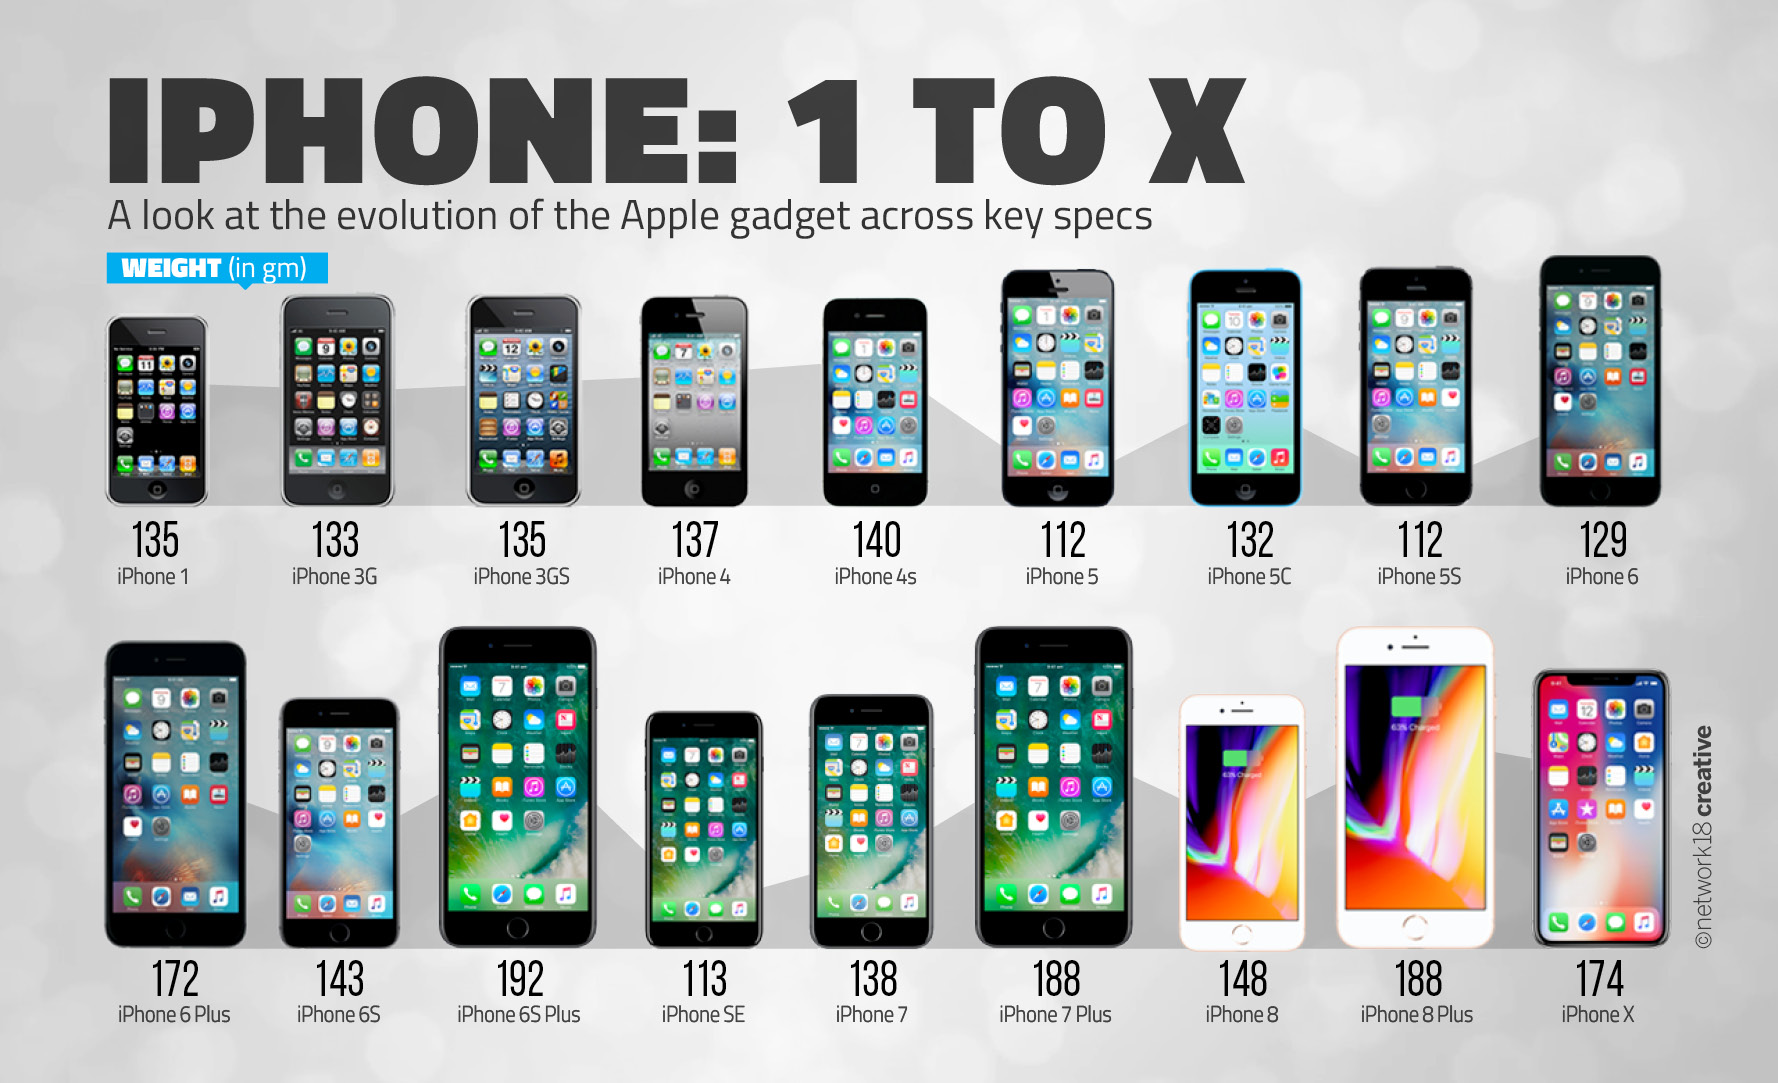 IPHONE: 1 TO X
A look at the evolution of the Apple gadget across key specs
WEIGHT (in gm)
135 133 135 137 140 112 132 112 129
iPhone 1 iPhone 3G iPhone 3GS iPhone 4 iPhone 4s iPhone 5 iPhone 5C iPhone 5S iPhone 6
63% Charged 63% Charged
172 143 192 113 138 188 148 188 174
iPhone 6 Plus iPhone 6S iPhone 6S Plus iPhone SE iPhone 7 iPhone 7 Plus iPhone 8 iPhone 8 Plus iPhone X
©network18 creative